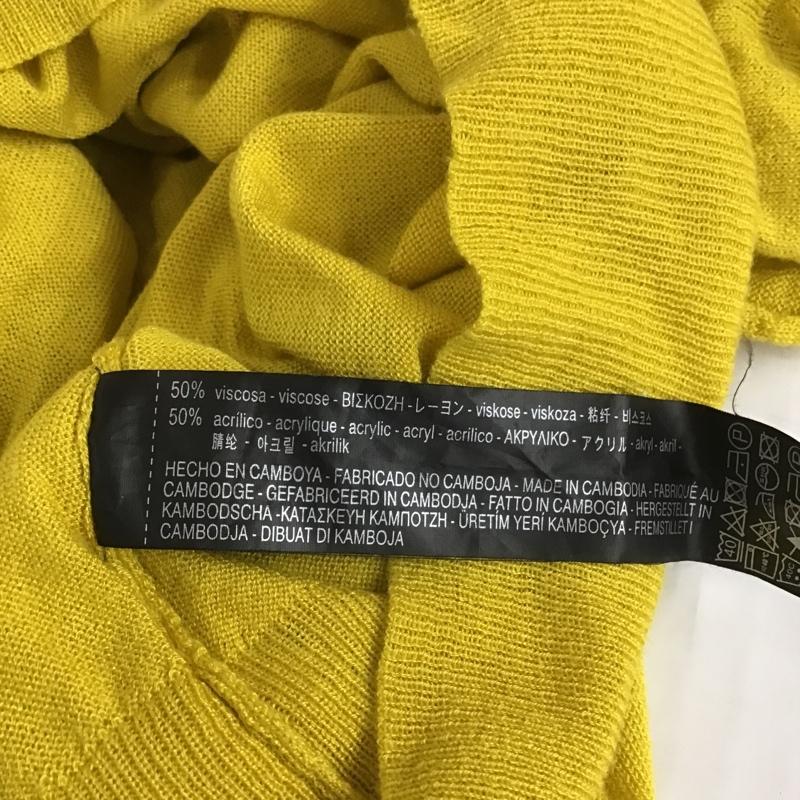 50% viscosa - viscose - ΒΙΣΚΟΖΗ - レーヨン - viskose - viskoza - 粘纤 - 비스코스
50% acrílico - acrylique - acrylic - acryl - acrilico - ΑΚΡΥΛΙΚΟ - アクリル - akryl - akril -
腈纶 - 아크릴 - akrilik
HECHO EN CAMBOYA - FABRICADO NO CAMBOJA - MADE IN CAMBODIA - FABRIQUÉ AU
CAMBODGE - GEFABRICEERD IN CAMBODJA - FATTO IN CAMBOGIA - HERGESTELLT IN
KAMBODSCHA - ΚΑΤΑΣΚΕΥΗ ΚΑΜΠΟΤΖΗ - ÜRETİM YERİ KAMBOÇYA - FREMSTILLET I
CAMBODJA - DIBUAT DI KAMBOJA
40
P